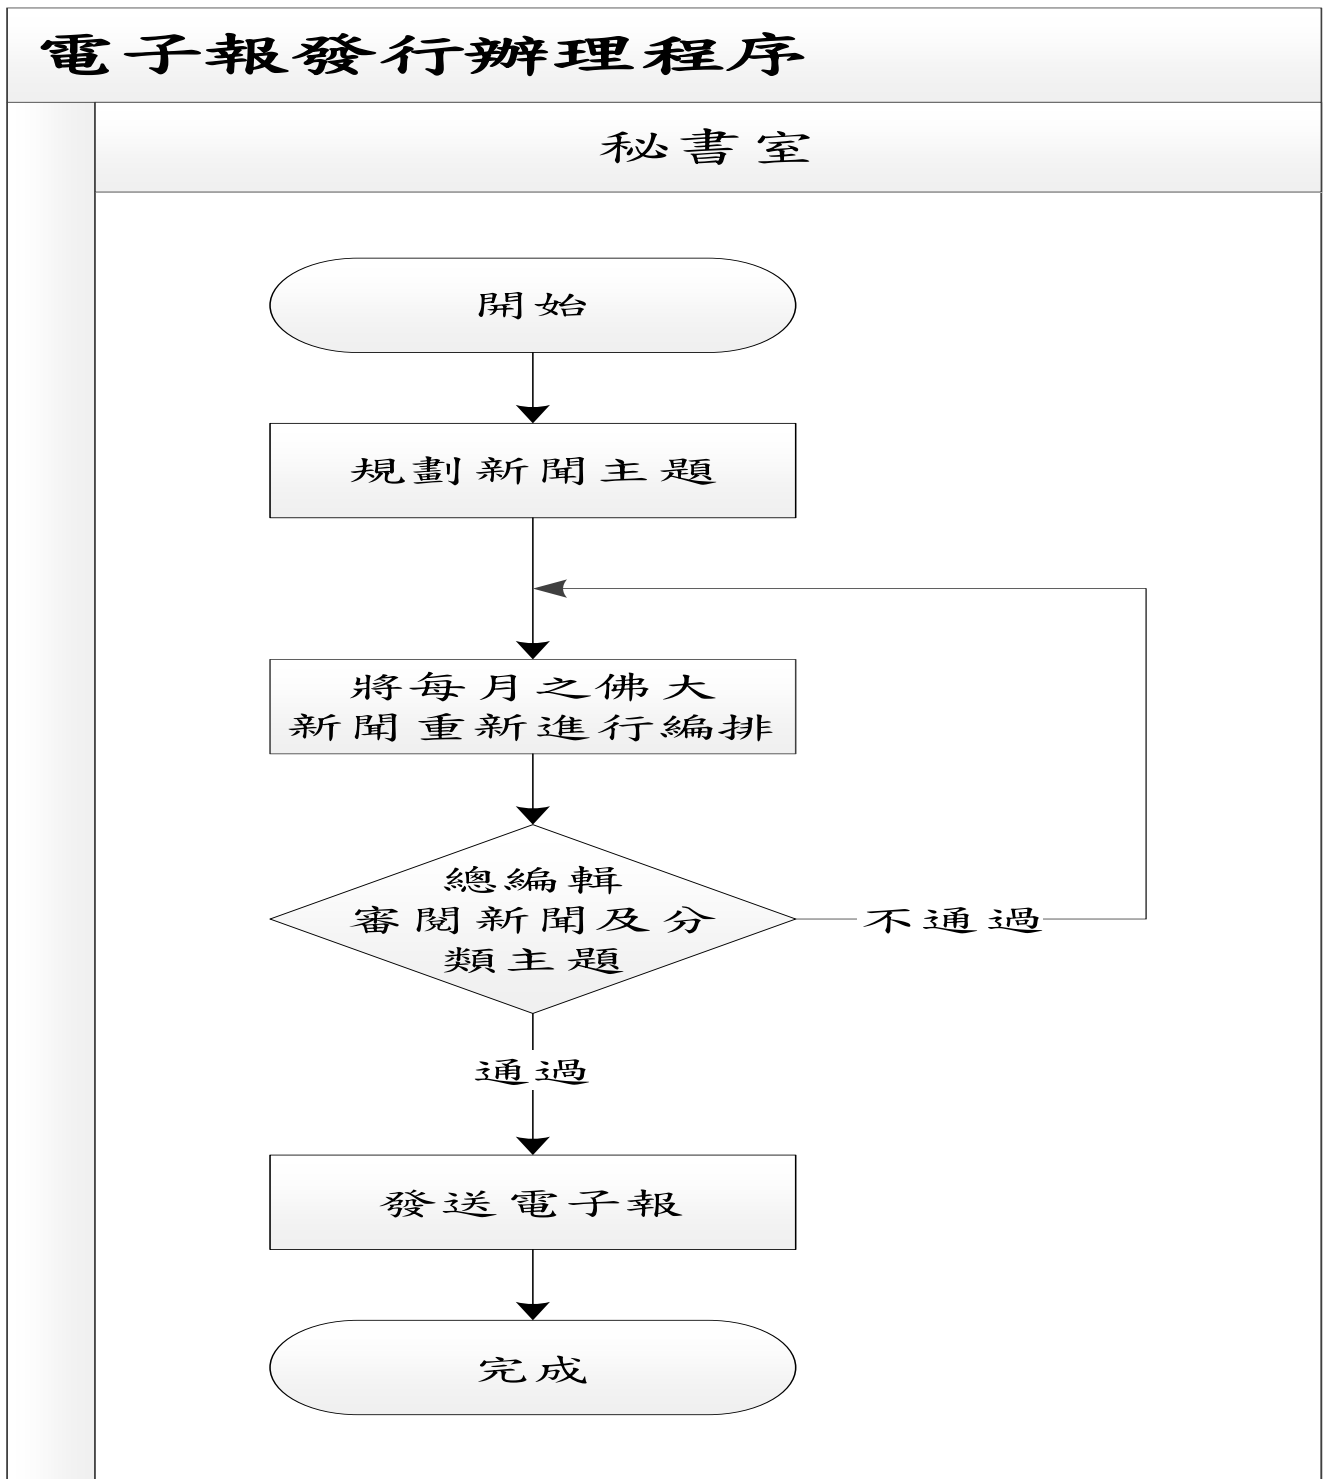 電子報發行辦理程序
秘書室
開始
規劃新聞主題
將每月之佛大
新聞重新進行編排
總編輯
審閱新聞及分
類主題
不通過
通過
發送電子報
完成